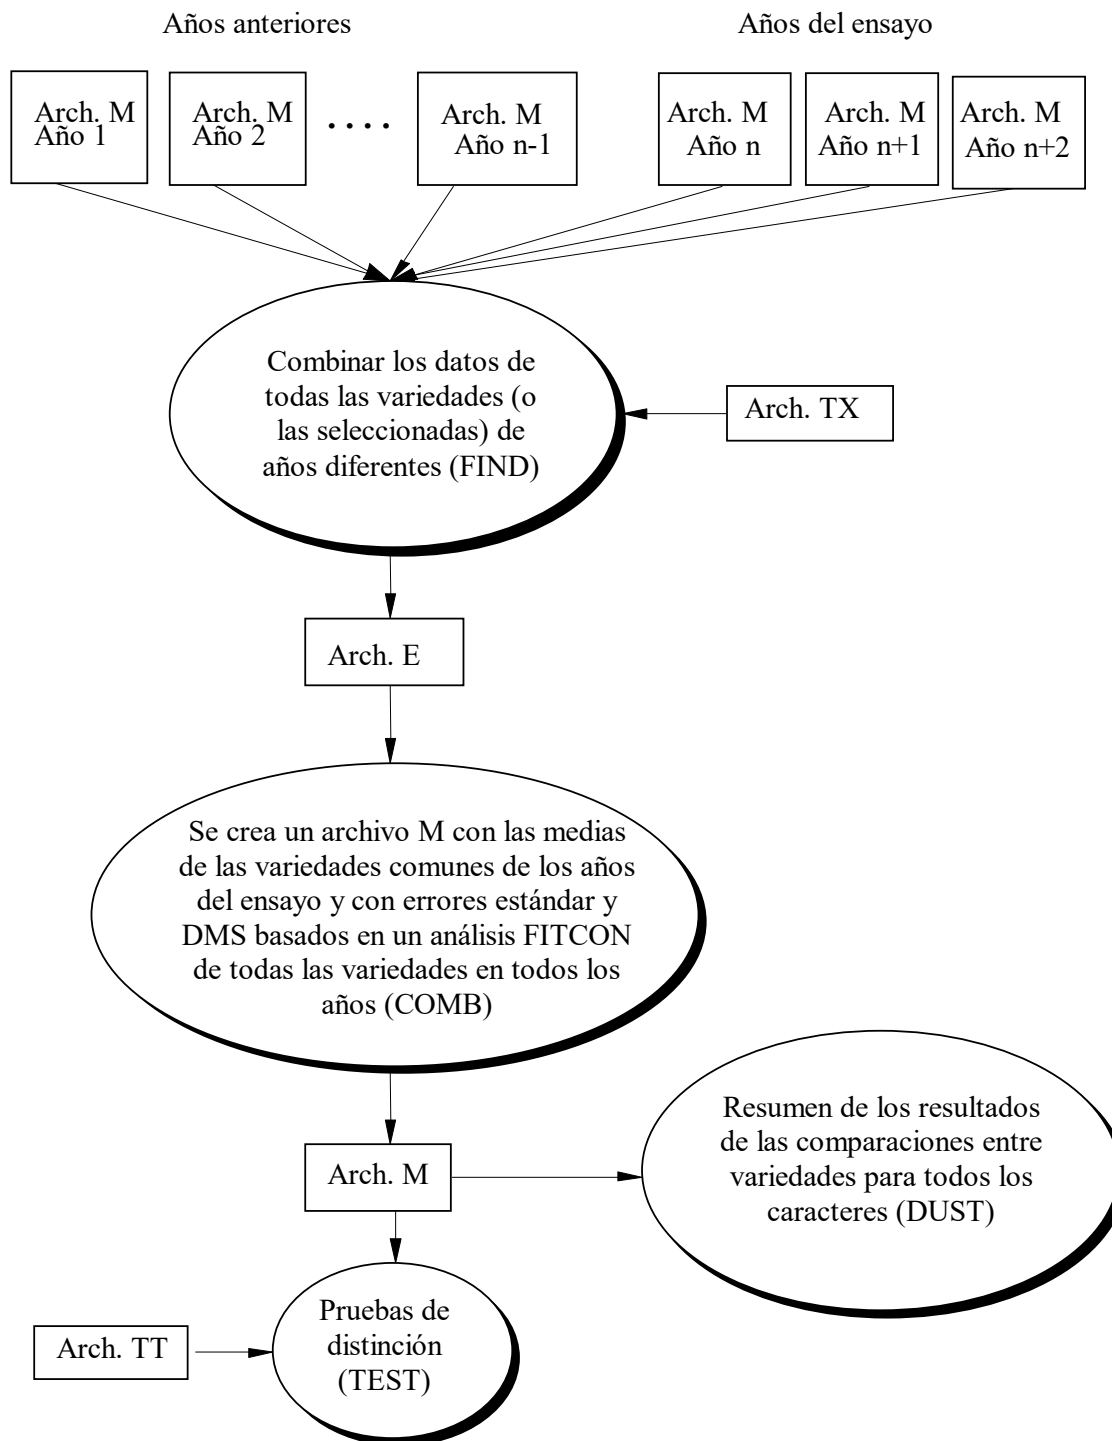 Años anteriores
Años del ensayo
Arch. M
Año 1
Arch. M
Año 2
. . . .
Arch. M
Año n-1
Arch. M
Año n
Arch. M
Año n+1
Arch. M
Año n+2
Combinar los datos de
todas las variedades (o
las seleccionadas) de
años diferentes (FIND)
Arch. TX
Arch. E
Se crea un archivo M con las medias
de las variedades comunes de los años
del ensayo y con errores estándar y
DMS basados en un análisis FITCON
de todas las variedades en todos los
años (COMB)
Arch. M
Resumen de los resultados
de las comparaciones entre
variedades para todos los
caracteres (DUST)
Arch. TT
Pruebas de
distinción
(TEST)